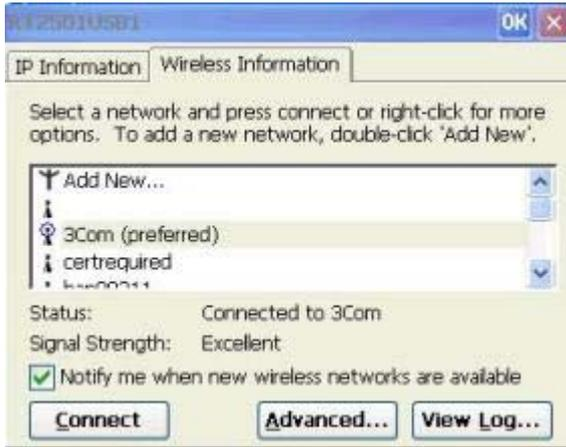 RT2501USB1
OK
IP Information
Wireless Information
Select a network and press connect or right-click for more
options. To add a new network, double-click 'Add New'.
Add New...
3Com (preferred)
certrequired
Status: Connected to 3Com
Signal Strength: Excellent
Notify me when new wireless networks are available
Connect
Advanced...
View Log...